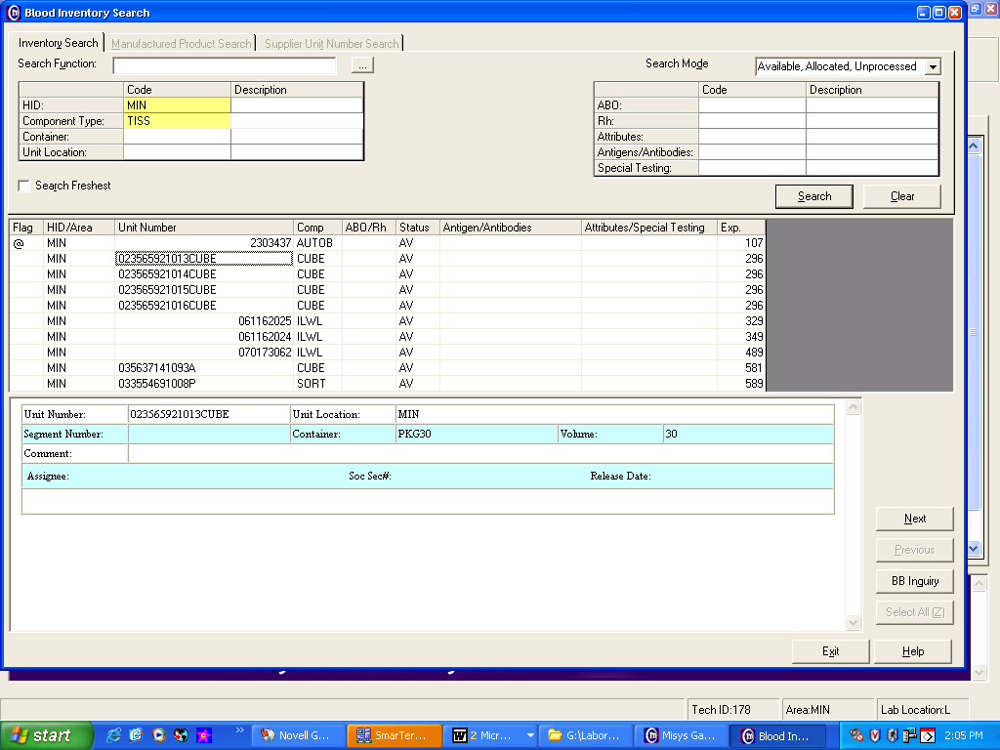 Blood Inventory Search
Inventory Search Manufactured Product Search Supplier Unit Number Search
Search Function: ... Search Mode Available, Allocated, Unprocessed
Code Description Code Description
HID: MIN ABO:
Component Type: TISS Rh:
Container: Attributes:
Unit Location: Antigens/Antibodies:
Special Testing:
Search Freshest
Search Clear
Flag HID/Area Unit Number Comp ABO/Rh Status Antigen/Antibodies Attributes/Special Testing Exp.
@ MIN 2303437 AUTOB AV 107
MIN 023565921013CUBE CUBE AV 296
MIN 023565921014CUBE CUBE AV 296
MIN 023565921015CUBE CUBE AV 296
MIN 023565921016CUBE CUBE AV 296
MIN 061162025 ILWL AV 329
MIN 061162024 ILWL AV 349
MIN 070173062 ILWL AV 489
MIN 035637141093A CUBE AV 581
MIN 033554691008P SORT AV 589
Unit Number: 023565921013CUBE Unit Location: MIN
Segment Number: Container: PKG30 Volume: 30
Comment:
Assignee: Soc Sec#: Release Date:
Next
Previous
BB Inquiry
Select All
Exit Help
Tech ID:178 Area:MIN Lab Location:L
start Novell G... SmarTer... 2 Micr... G:\Labor... Misys Ga... Blood In... 2:05 PM